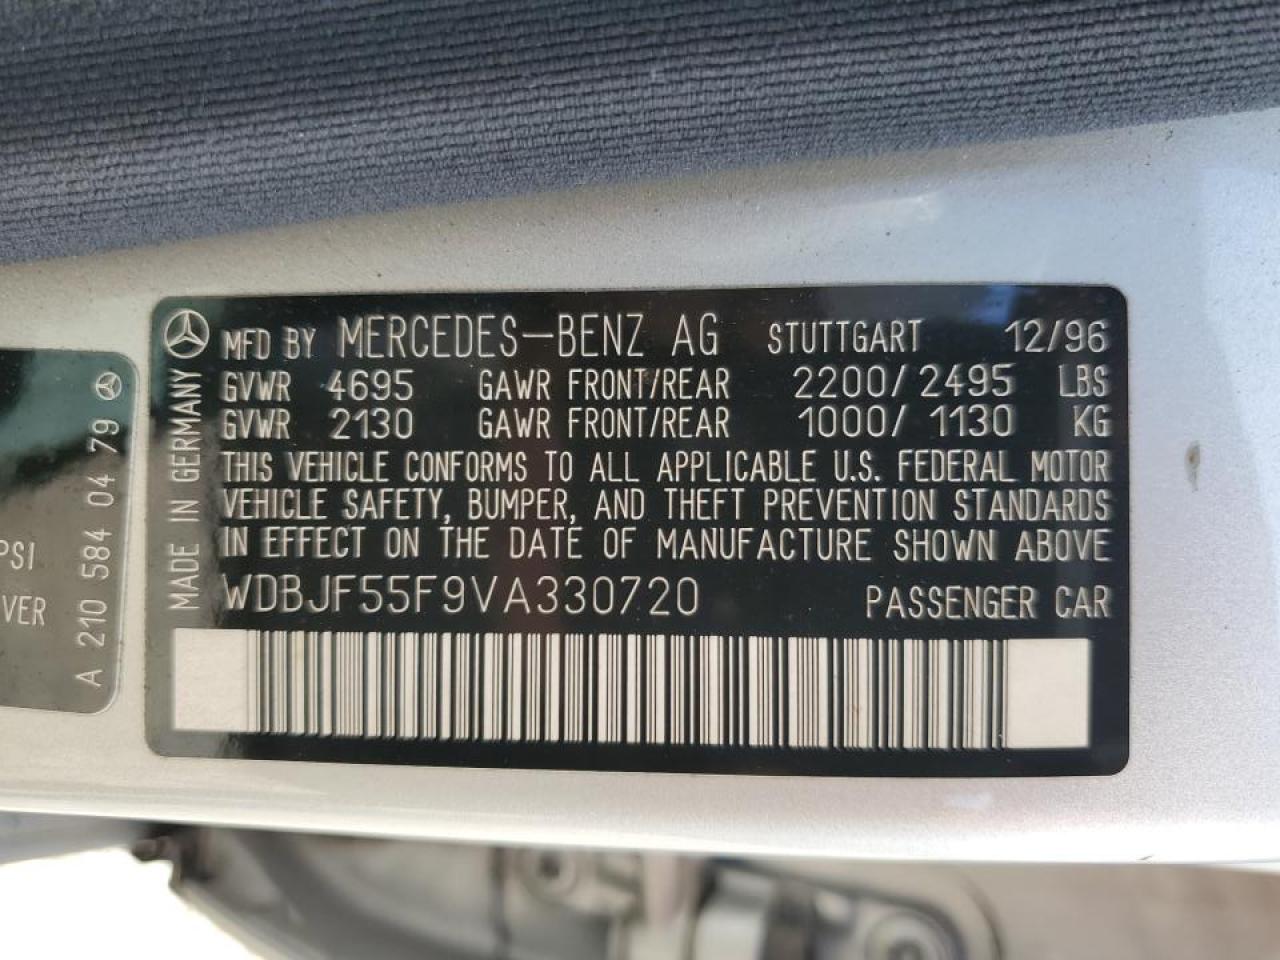 MFD BY MERCEDES-BENZ AG STUTTGART 12/96
GVWR 4695 GAWR FRONT/REAR 2200/ 2495 LBS
GVWR 2130 GAWR FRONT/REAR 1000/ 1130 KG
THIS VEHICLE CONFORMS TO ALL APPLICABLE U.S. FEDERAL MOTOR
VEHICLE SAFETY, BUMPER, AND THEFT PREVENTION STANDARDS
IN EFFECT ON THE DATE OF MANUFACTURE SHOWN ABOVE
WDBJF55F9VA330720 PASSENGER CAR
MADE IN GERMANY
A 210 584 04 79
PSI
VER